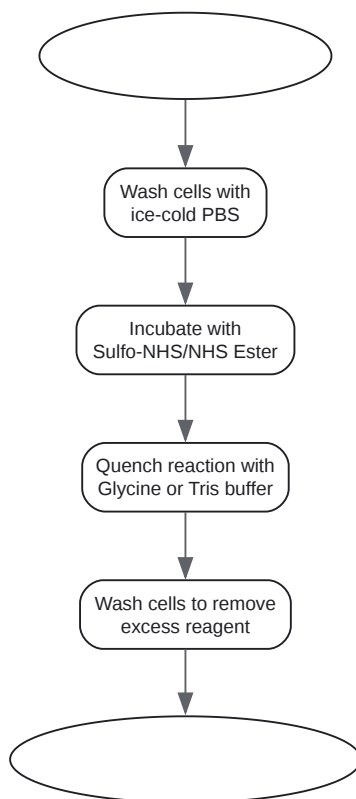 Wash cells with
ice-cold PBS
Incubate with
Sulfo-NHS/NHS Ester
Quench reaction with
Glycine or Tris buffer
Wash cells to remove
excess reagent